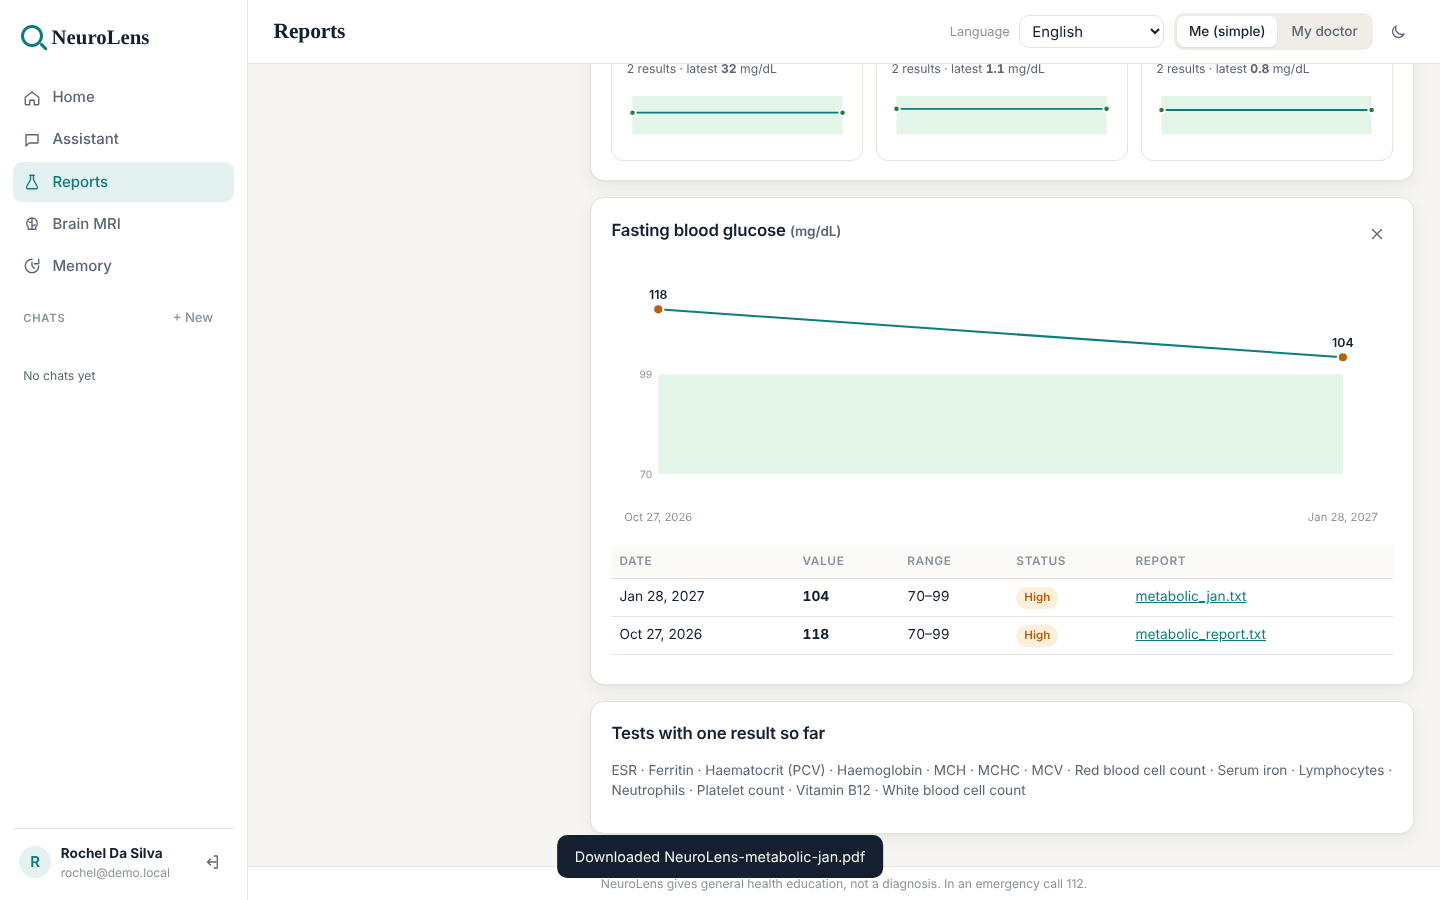 NeuroLens
Home
Assistant
Reports
Brain MRI
Memory
CHATS
+ New
No chats yet
R
Rochel Da Silva
rochel@demo.local
Reports
Language
English
Me (simple)
My doctor
2 results · latest 32 mg/dL
2 results · latest 1.1 mg/dL
2 results · latest 0.8 mg/dL
Fasting blood glucose (mg/dL)
118
104
99
70
Oct 27, 2026
Jan 28, 2027
DATE VALUE RANGE STATUS REPORT
Jan 28, 2027 104 70–99 High metabolic_jan.txt
Oct 27, 2026 118 70–99 High metabolic_report.txt
Tests with one result so far
ESR · Ferritin · Haematocrit (PCV) · Haemoglobin · MCH · MCHC · MCV · Red blood cell count · Serum iron · Lymphocytes ·
Neutrophils · Platelet count · Vitamin B12 · White blood cell count
Downloaded NeuroLens-metabolic-jan.pdf
NeuroLens gives general health education, not a diagnosis. In an emergency call 112.